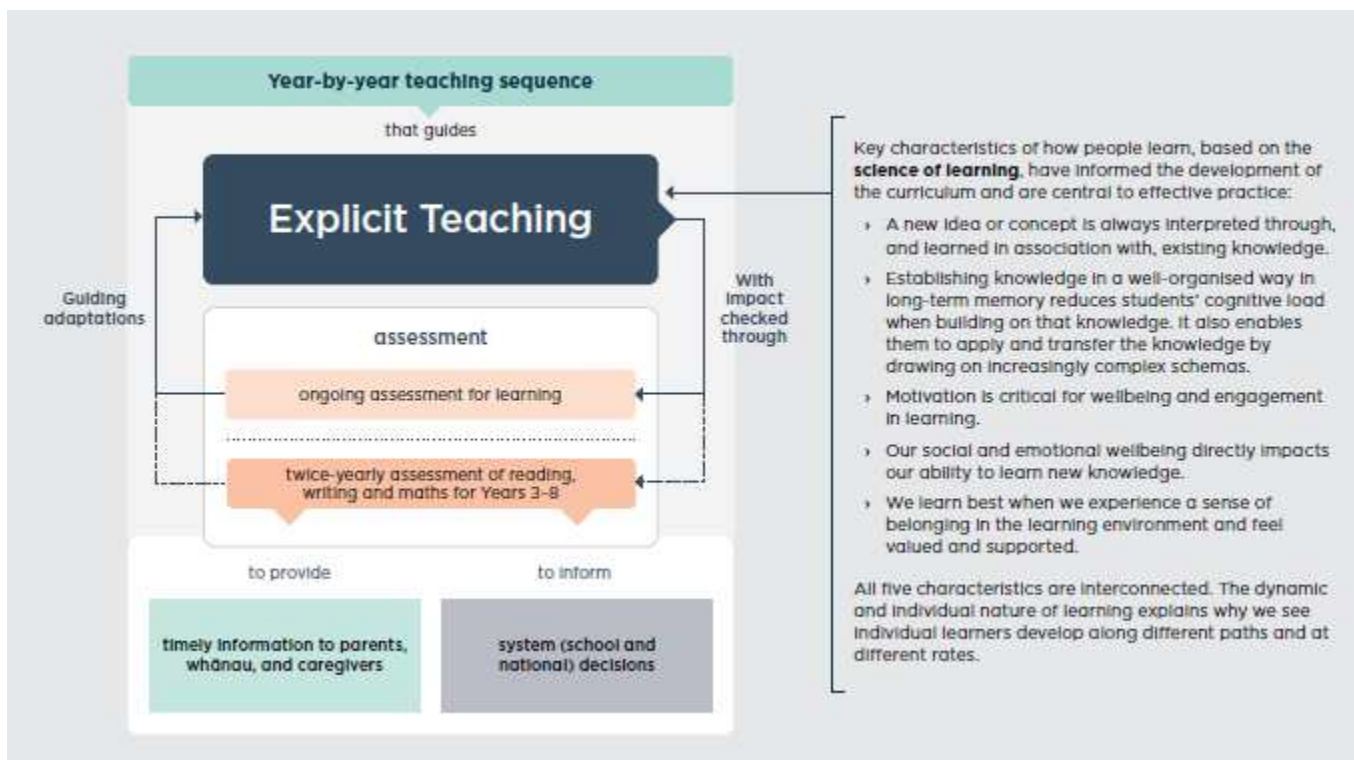 Year-by-year teaching sequence
that guides
Explicit Teaching
Guiding
adaptations
With
impact
checked
through
assessment
ongoing assessment for learning
twice-yearly assessment of reading,
writing and maths for Years 3-8
to provide
to inform
timely information to parents,
whānau, and caregivers
system (school and
national) decisions
Key characteristics of how people learn, based on the
science of learning, have informed the development of
the curriculum and are central to effective practice:
› A new idea or concept is always interpreted through,
and learned in association with, existing knowledge.
› Establishing knowledge in a well-organised way in
long-term memory reduces students' cognitive load
when building on that knowledge. It also enables
them to apply and transfer the knowledge by
drawing on increasingly complex schemas.
› Motivation is critical for wellbeing and engagement
in learning.
› Our social and emotional wellbeing directly impacts
our ability to learn new knowledge.
› We learn best when we experience a sense of
belonging in the learning environment and feel
valued and supported.
All five characteristics are interconnected. The dynamic
and individual nature of learning explains why we see
individual learners develop along different paths and at
different rates.